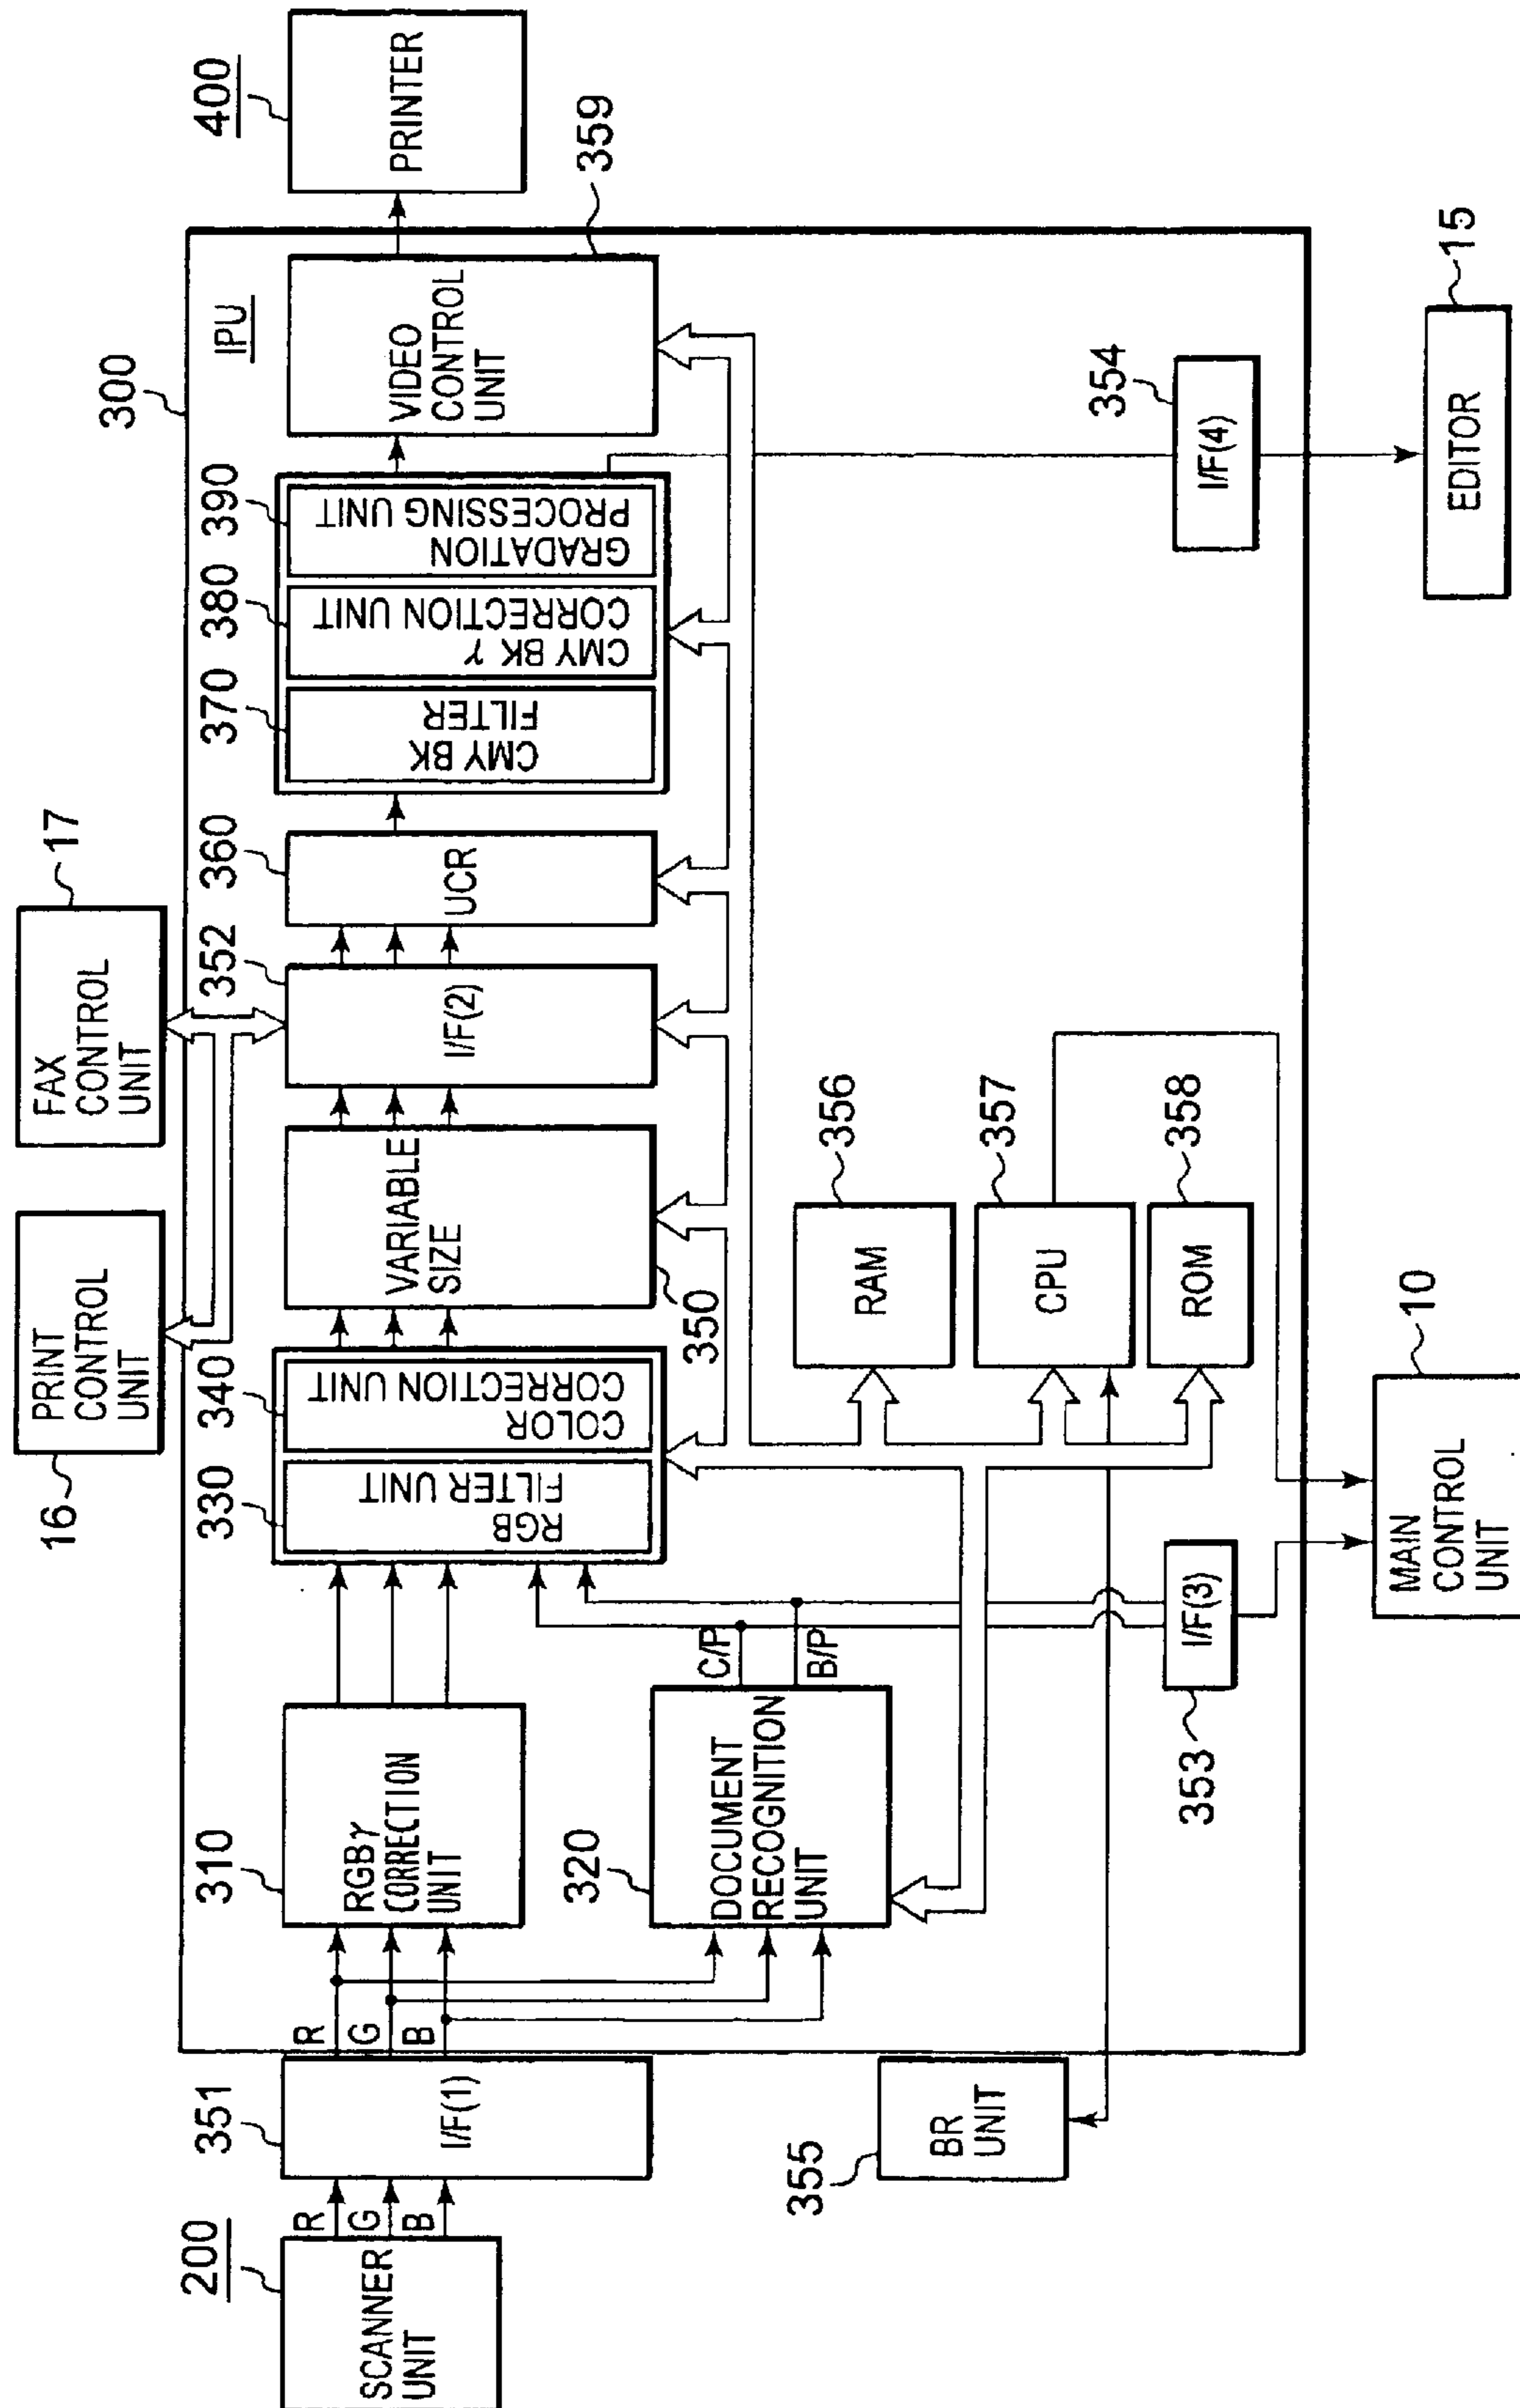 200
SCANNER
UNIT
R
G
B
351
I/F(1)
R
G
B
310
RGBγ
CORRECTION
UNIT
320
DOCUMENT
RECOGNITION
UNIT
C/P
B/P
355
BR
UNIT
353
I/F(3)
16
PRINT
CONTROL
UNIT
330
RGB
FILTER UNIT
340
COLOR
CORRECTION UNIT
350
VARIABLE
SIZE
17
FAX
CONTROL
UNIT
352
I/F(2)
360
UCR
370
CMY BK
FILTER
380
CMY BK γ
CORRECTION UNIT
390
GRADATION
PROCESSING UNIT
300
IPU
VIDEO
CONTROL
UNIT
359
400
PRINTER
RAM
356
CPU
357
ROM
358
MAIN
CONTROL
UNIT
10
354
I/F(4)
EDITOR
15